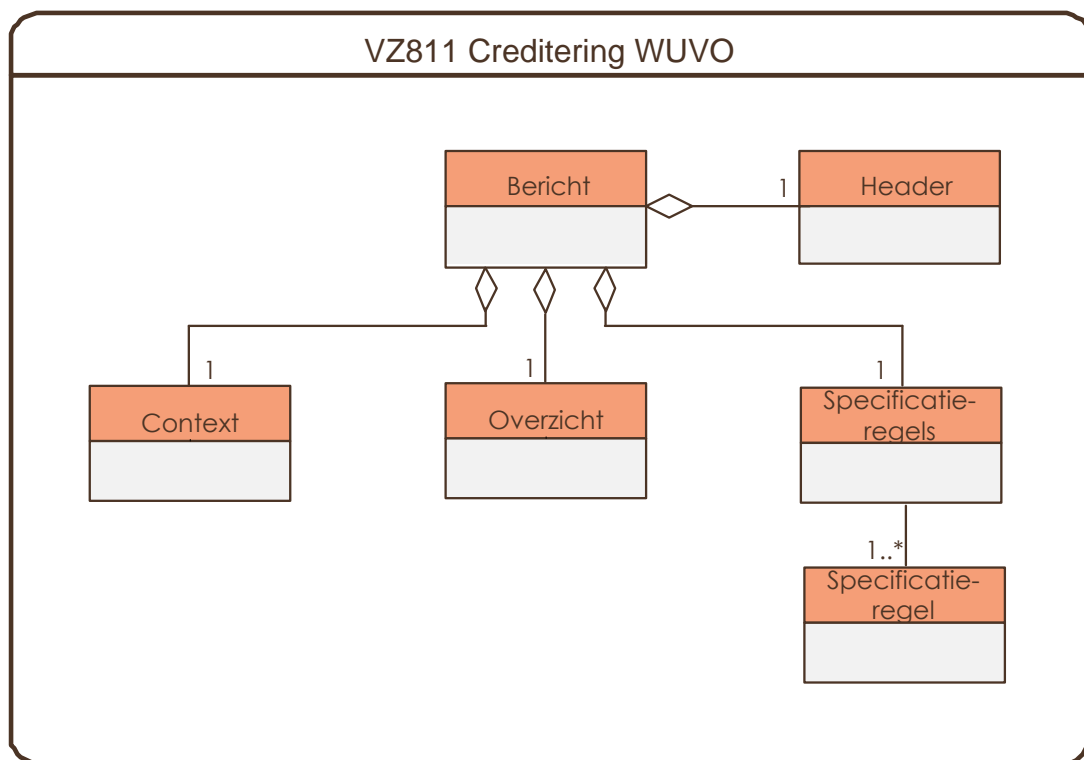 VZ811 Creditering WUVO
Bericht
1
Header
1
1
1
Context
Overzicht
Specificatie-
regels
1..*
Specificatie-
regel